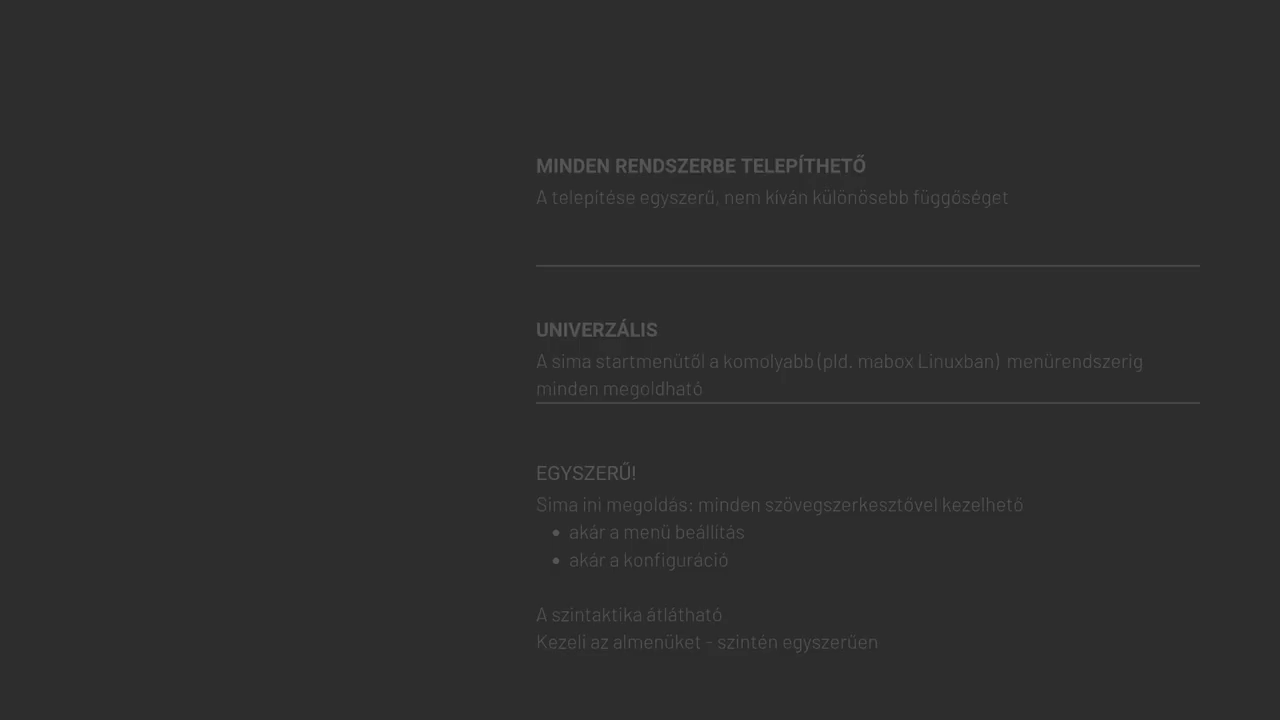 MINDEN RENDSZERBE TELEPÍTHETŐ
A telepítése egyszerű, nem kíván különösebb függőséget
UNIVERZÁLIS
A sima startmenütől a komolyabb (pld. mabox Linuxban) menürendszerig
minden megoldható
EGYSZERŰ!
Sima ini megoldás: minden szövegszerkesztővel kezelhető
• akár a menü beállítás
• akár a konfiguráció
A szintaktika átlátható
Kezeli az almenüket - szintén egyszerűen